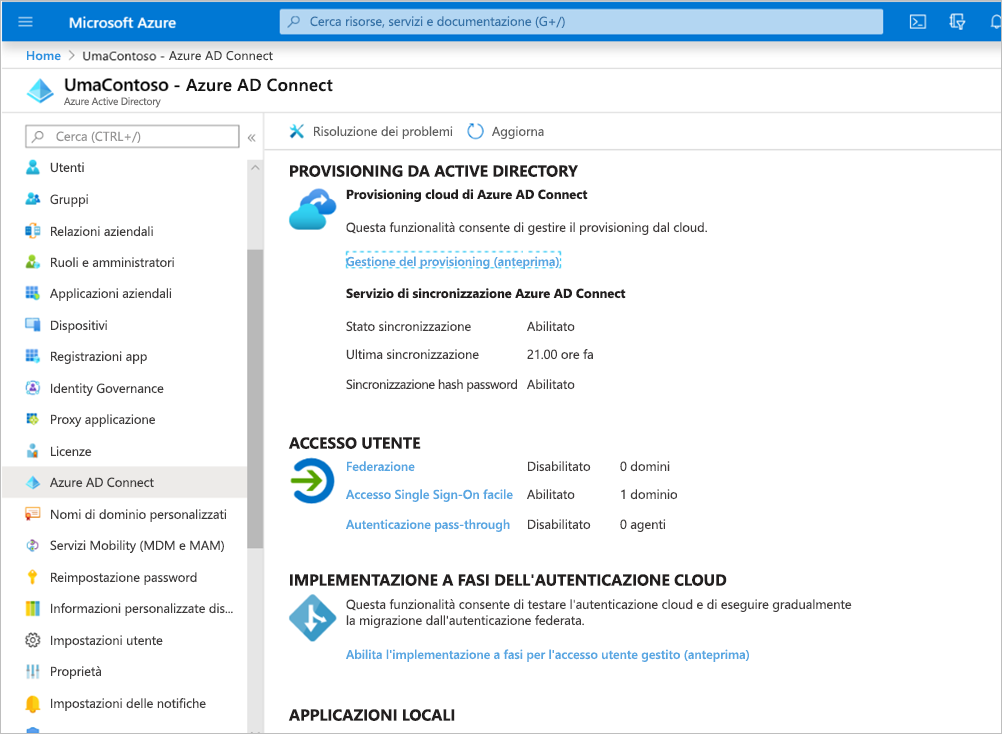 Microsoft Azure
Cerca risorse, servizi e documentazione (G+/)
Home > UmaContoso - Azure AD Connect
UmaContoso - Azure AD Connect
Azure Active Directory
Cerca (CTRL+/)
«
Utenti
Gruppi
Relazioni aziendali
Ruoli e amministratori
Applicazioni aziendali
Dispositivi
Registrazioni app
Identity Governance
Proxy applicazione
Licenze
Azure AD Connect
Nomi di dominio personalizzati
Servizi Mobility (MDM e MAM)
Reimpostazione password
Informazioni personalizzate dis...
Impostazioni utente
Proprietà
Impostazioni delle notifiche
Risoluzione dei problemi Aggiorna
PROVISIONING DA ACTIVE DIRECTORY
Provisioning cloud di Azure AD Connect
Questa funzionalità consente di gestire il provisioning dal cloud.
Gestione del provisioning (anteprima)
Servizio di sincronizzazione Azure AD Connect
Stato sincronizzazione Abilitato
Ultima sincronizzazione 21.00 ore fa
Sincronizzazione hash password Abilitato
ACCESSO UTENTE
Federazione Disabilitato 0 domini
Accesso Single Sign-On facile Abilitato 1 dominio
Autenticazione pass-through Disabilitato 0 agenti
IMPLEMENTAZIONE A FASI DELL'AUTENTICAZIONE CLOUD
Questa funzionalità consente di testare l'autenticazione cloud e di eseguire gradualmente
la migrazione dall'autenticazione federata.
Abilita l'implementazione a fasi per l'accesso utente gestito (anteprima)
APPLICAZIONI LOCALI